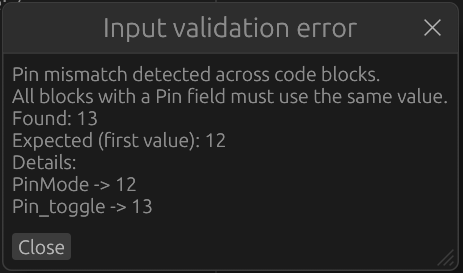 Input validation error
Pin mismatch detected across code blocks.
All blocks with a Pin field must use the same value.
Found: 13
Expected (first value): 12
Details:
PinMode -> 12
Pin_toggle -> 13
Close